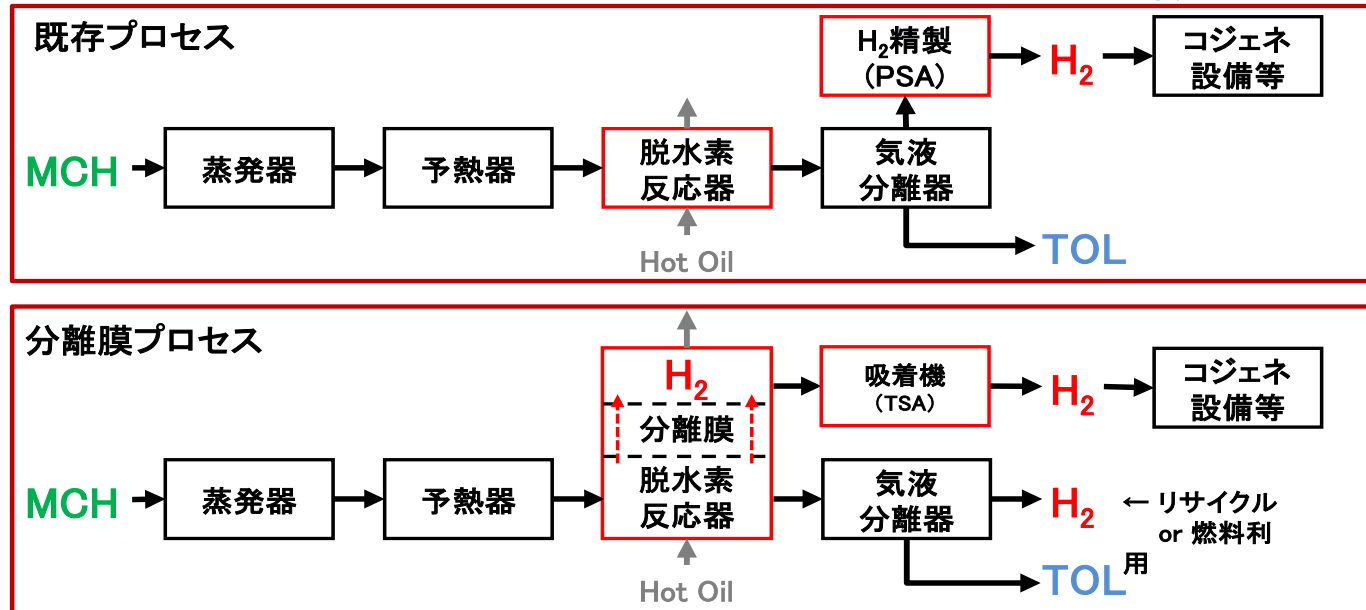 既存プロセス
H₂精製
(PSA)
H₂
コジェネ
設備等
MCH
蒸発器
予熱器
脱水素
反応器
気液
分離器
Hot Oil
TOL
分離膜プロセス
H₂
分離膜
脱水素
反応器
吸着機
(TSA)
H₂
コジェネ
設備等
MCH
蒸発器
予熱器
気液
分離器
H₂
← リサイクル
or 燃料利
用
Hot Oil
TOL